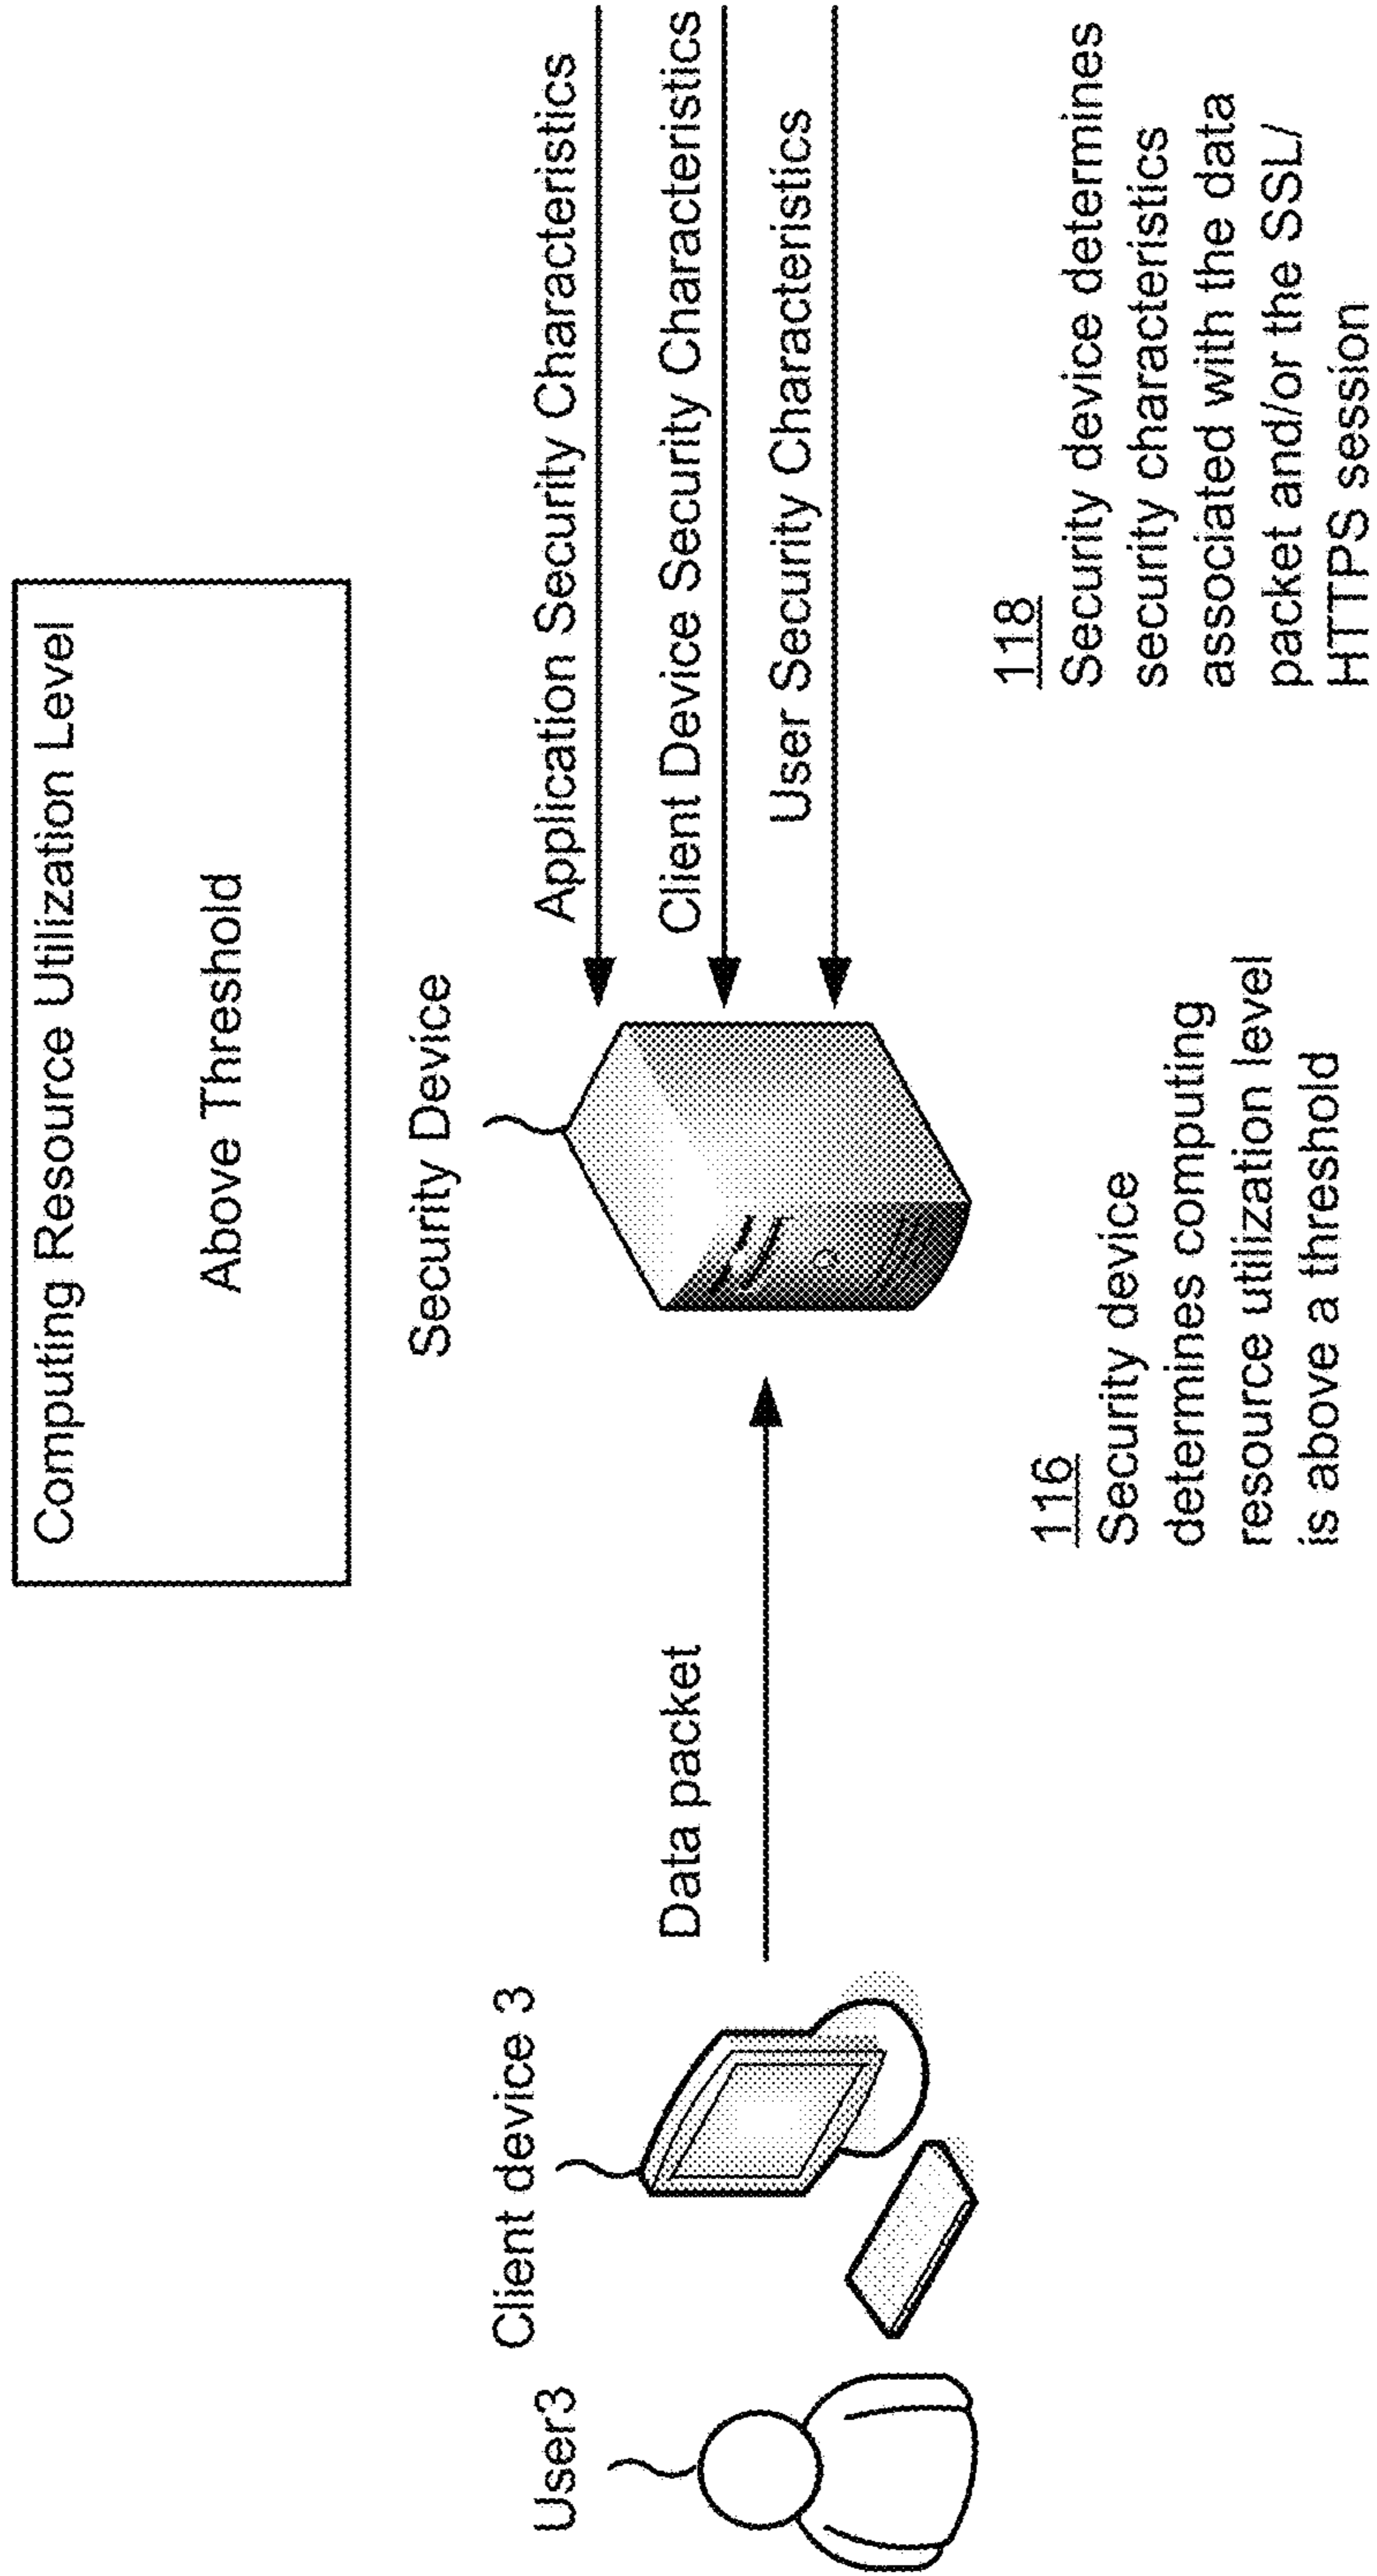 Computing Resource Utilization Level
Above Threshold
Security Device
User3
Client device 3
Data packet
Application Security Characteristics
Client Device Security Characteristics
User Security Characteristics
116
Security device
determines computing
resource utilization level
is above a threshold
118
Security device determines
security characteristics
associated with the data
packet and/or the SSL/
HTTPS session